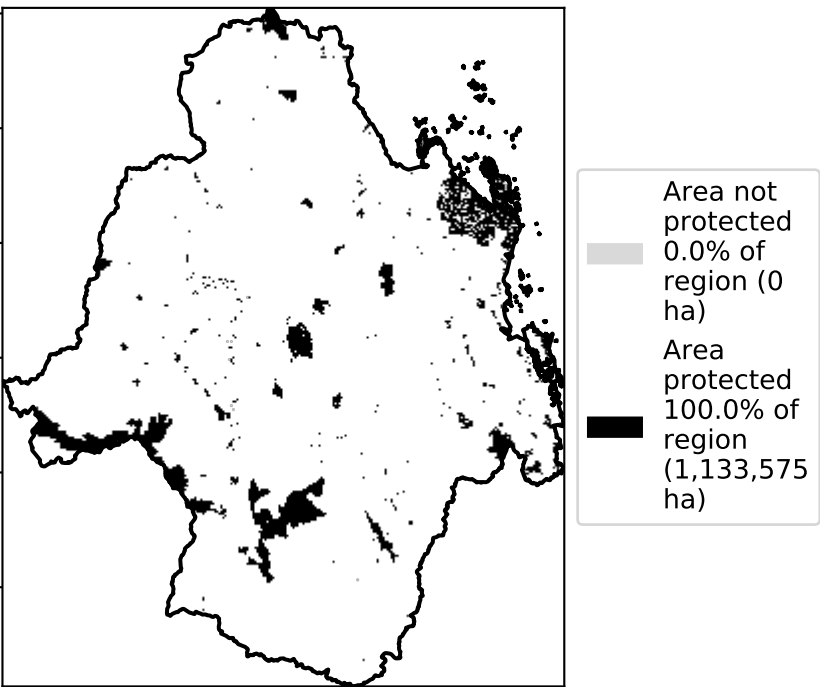 Area not
protected
0.0% of
region (0
ha)
Area
protected
100.0% of
region
(1,133,575
ha)